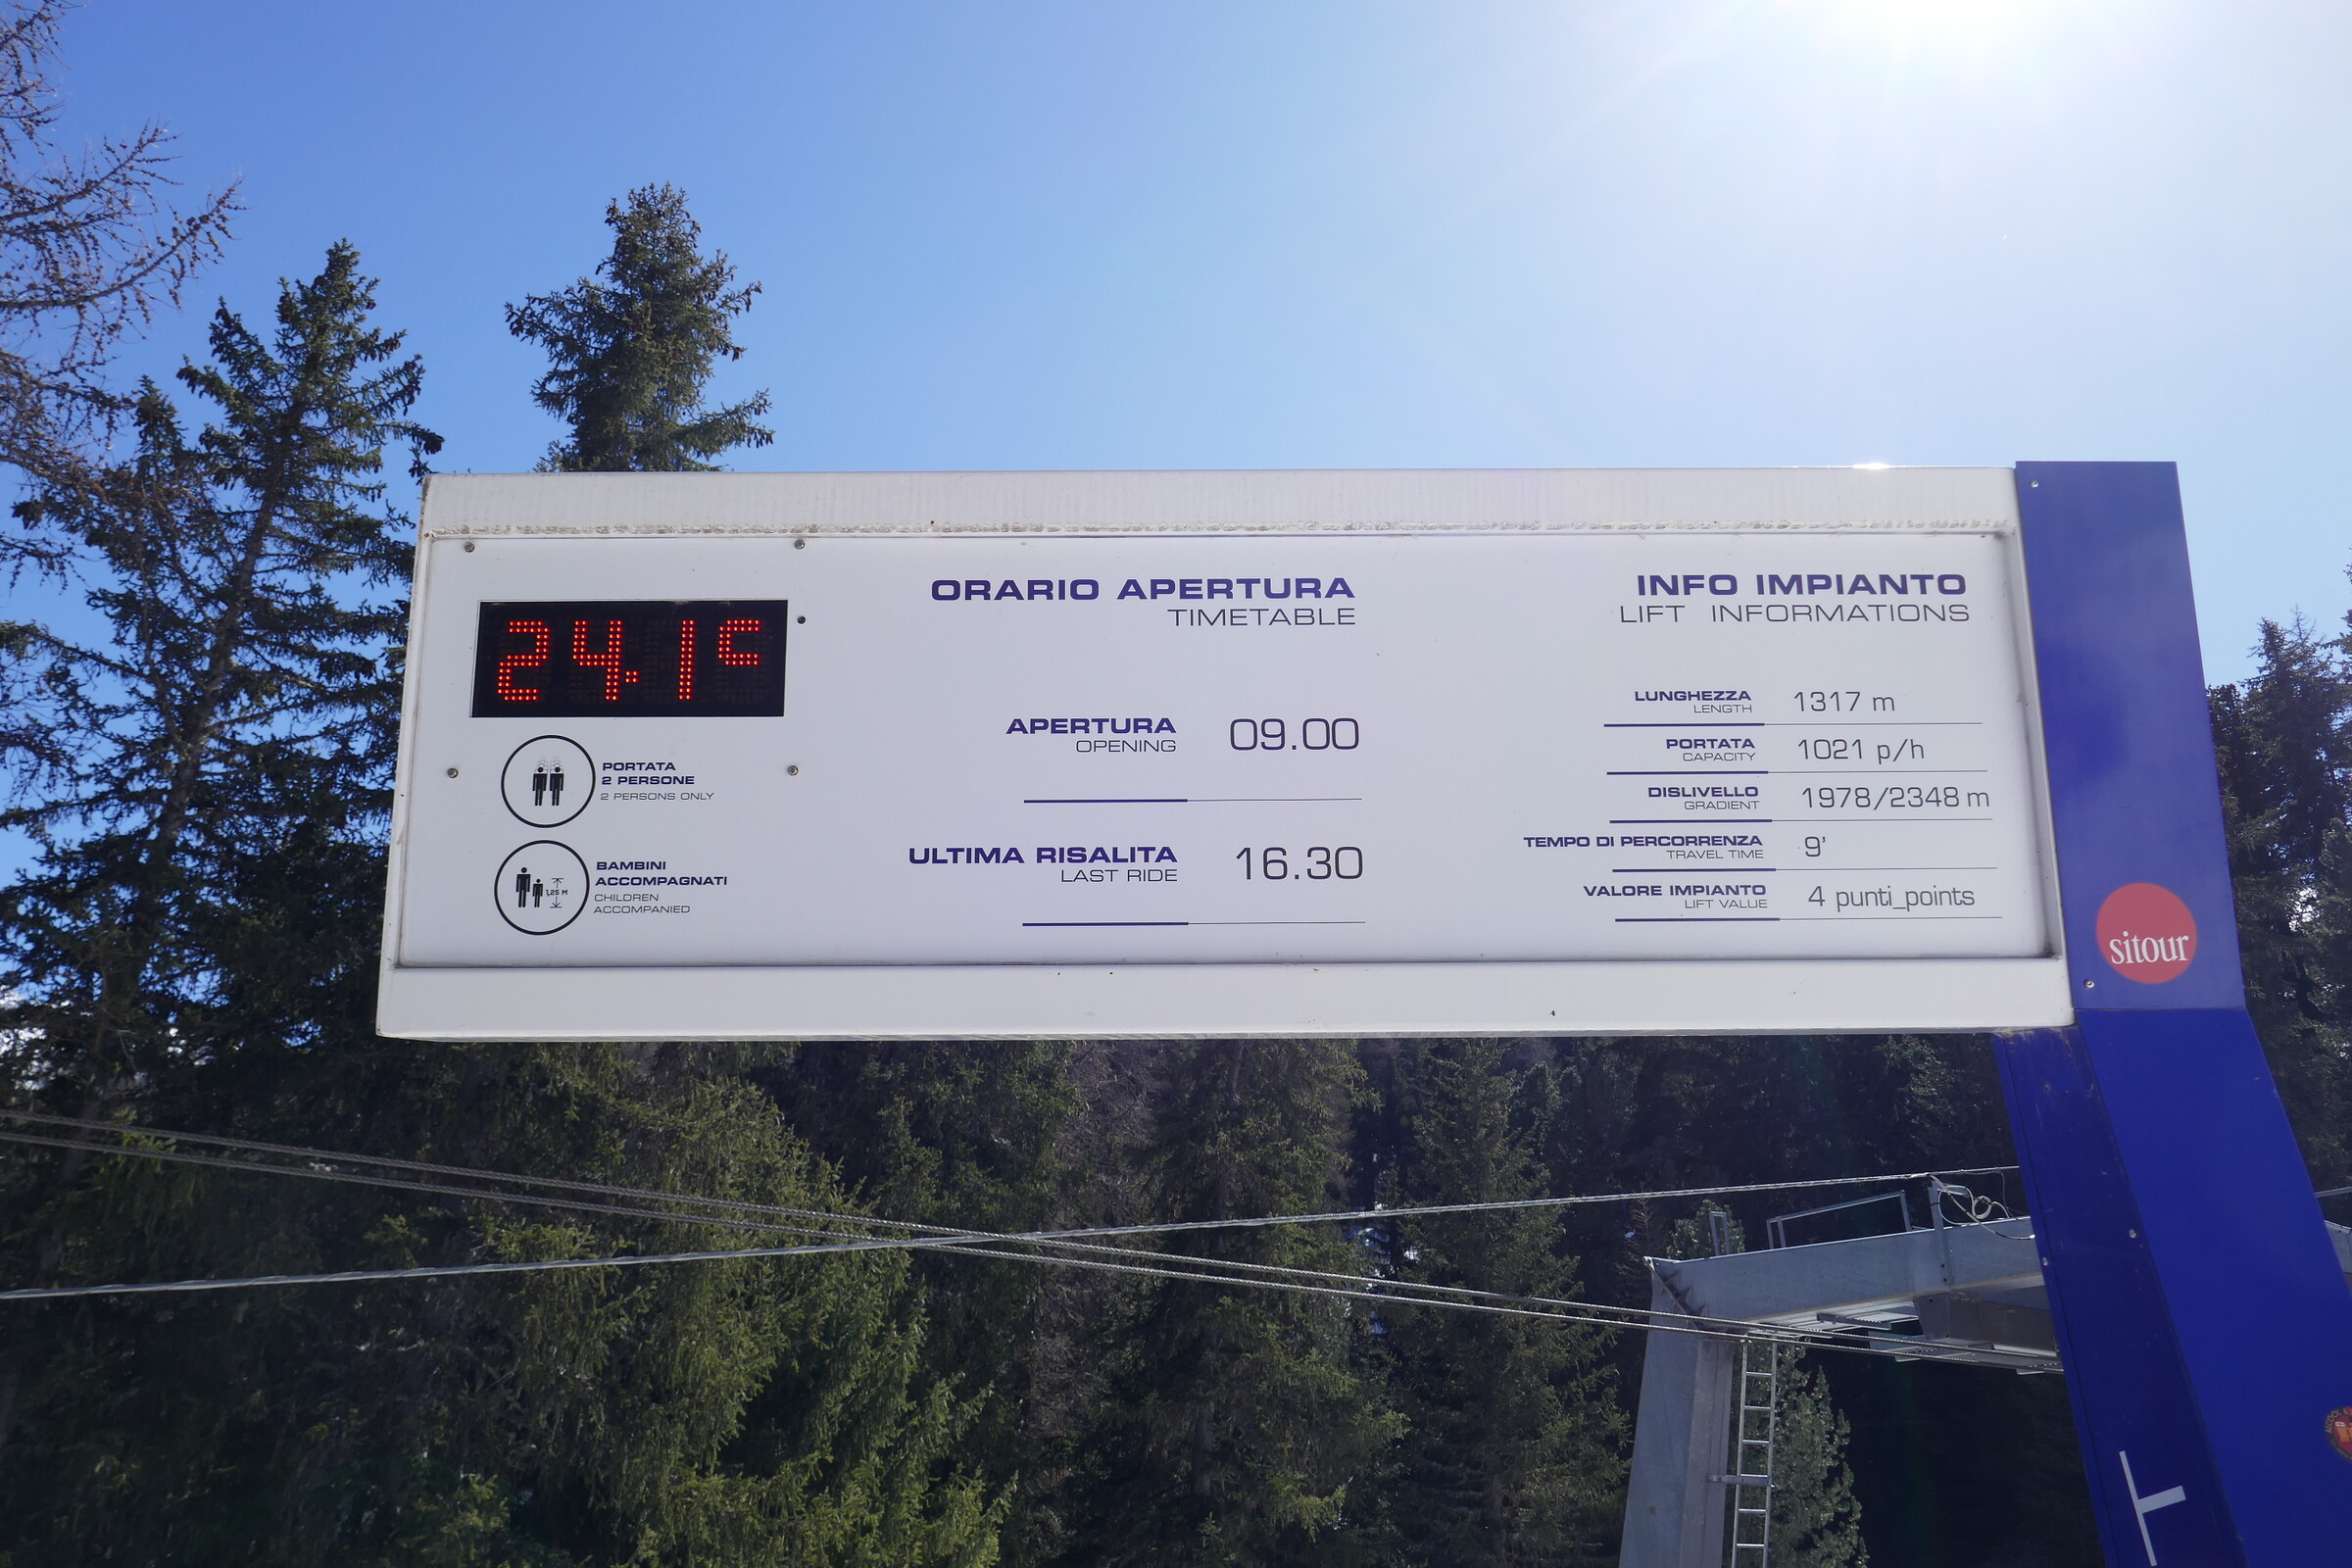 24.1c
PORTATA
2 PERSONE
2 PERSONS ONLY
1,25 M
BAMBINI
ACCOMPAGNATI
CHILDREN
ACCOMPANIED
ORARIO APERTURA
TIMETABLE
APERTURA 09.00
OPENING
ULTIMA RISALITA 16.30
LAST RIDE
INFO IMPIANTO
LIFT INFORMATIONS
LUNGHEZZA 1317 m
LENGTH
PORTATA 1021 p/h
CAPACITY
DISLIVELLO 1978/2348 m
GRADIENT
TEMPO DI PERCORRENZA 9'
TRAVEL TIME
VALORE IMPIANTO 4 punti_points
LIFT VALUE
sitour